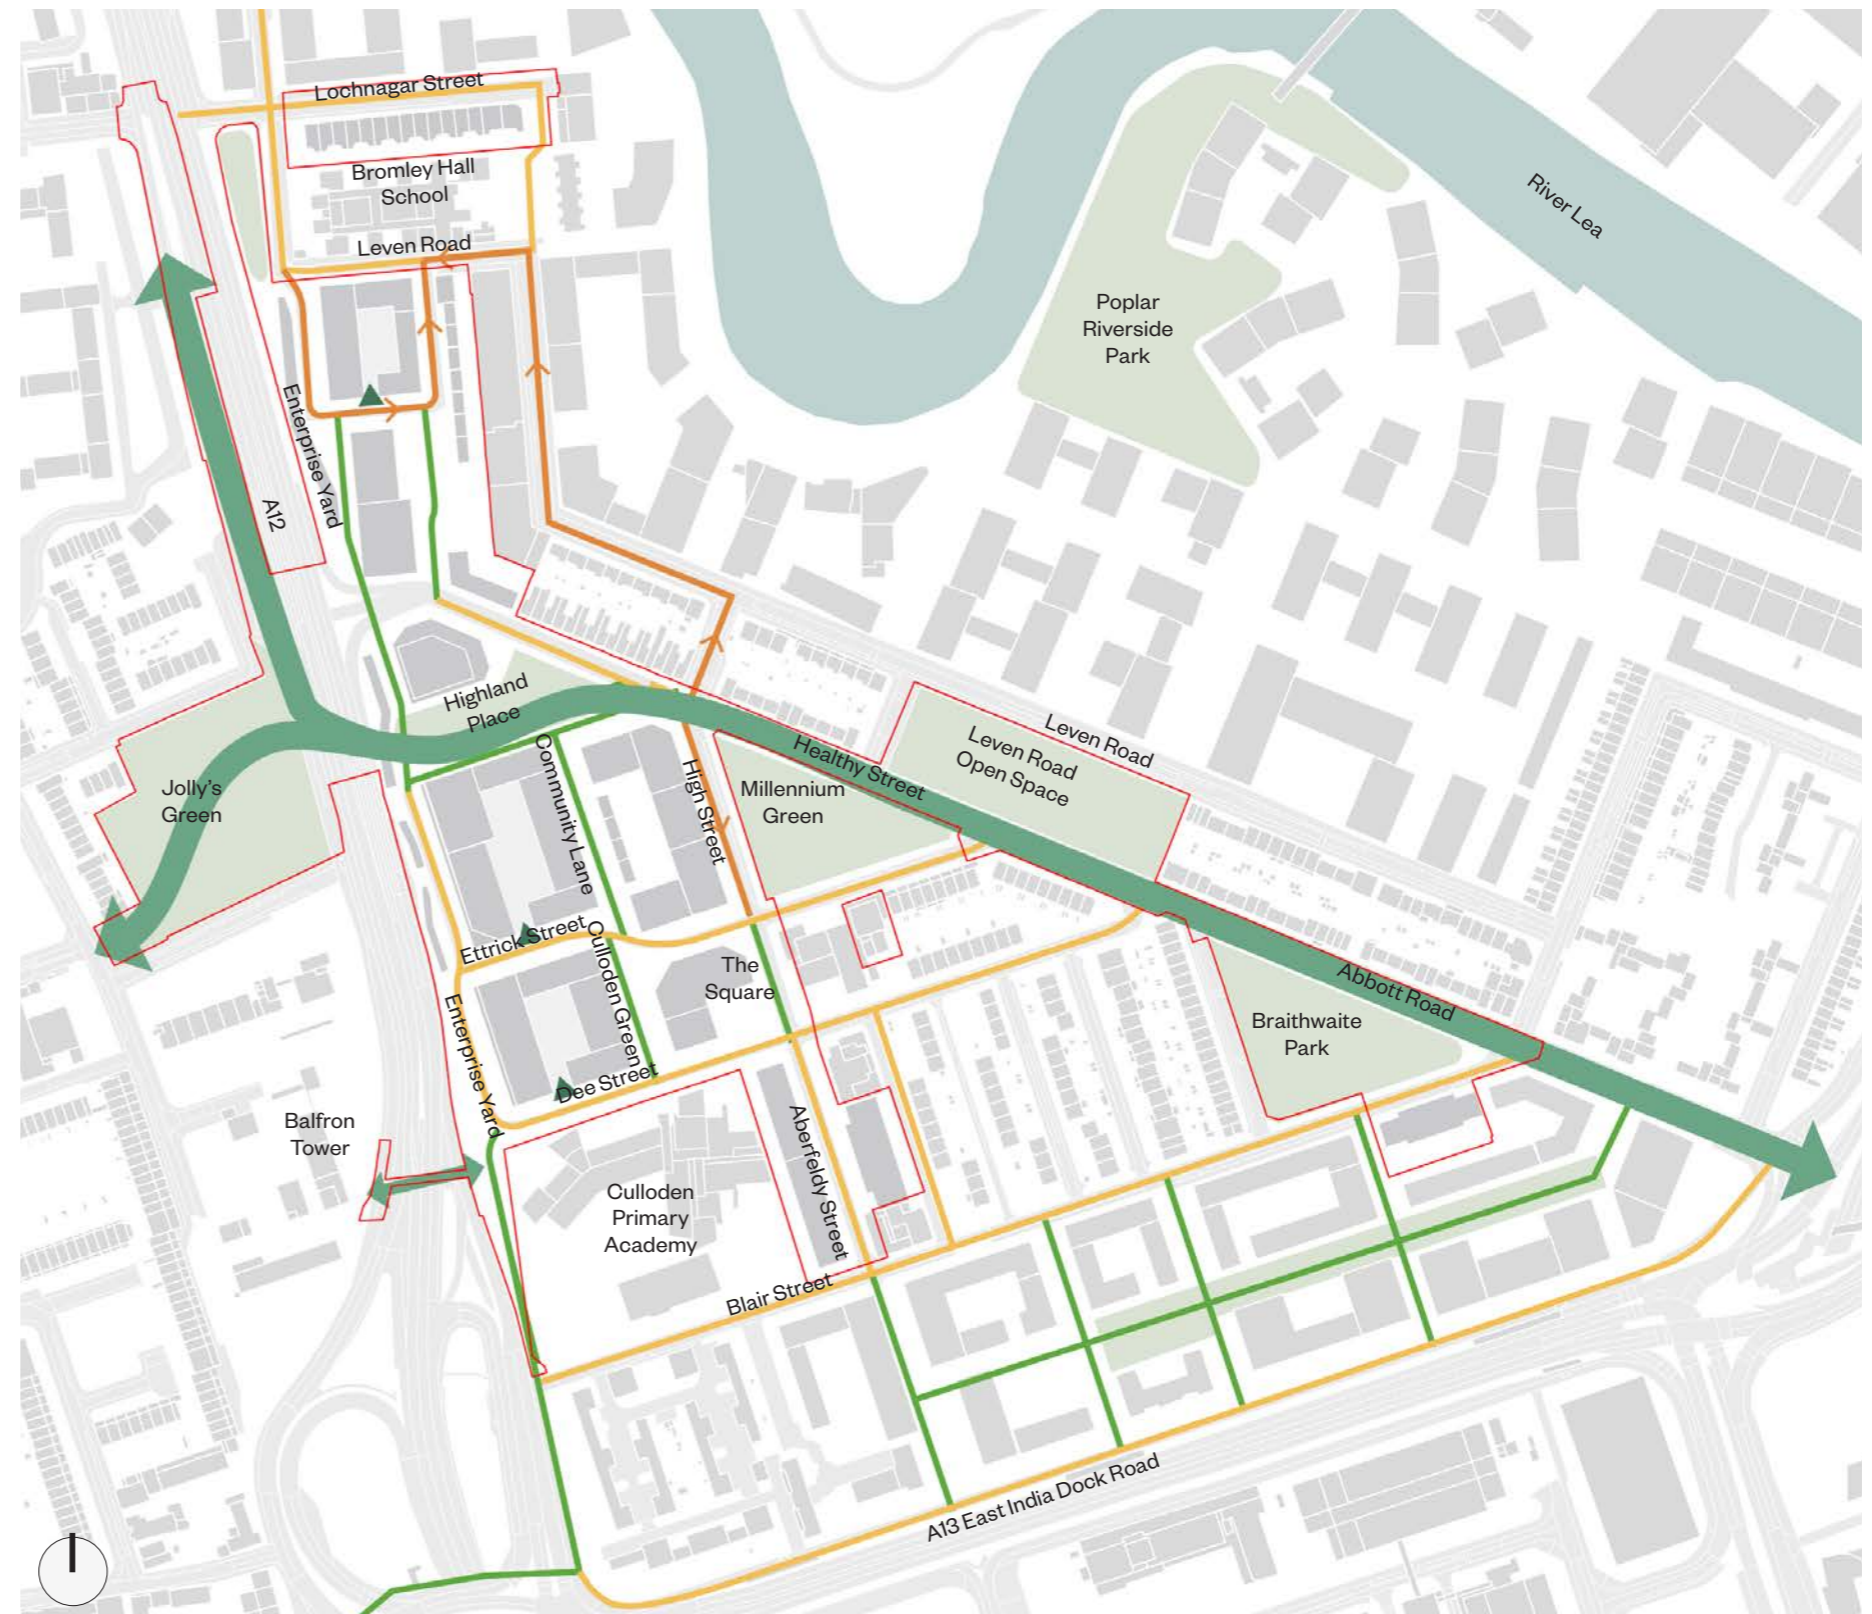 Lochnagar Street
Bromley Hall
School
Leven Road
River Lea
Poplar
Riverside
Park
Enterprise Yard
A12
Highland
Place
Leven Road
Leven Road
Open Space
Healthy Street
Millennium
Green
Jolly's
Green
Community Lane
High Street
Ettrick Street
Culloden Green
The
Square
Abbott Road
Braithwaite
Park
Enterprise Yard
Dee Street
Balfron
Tower
Aberfeldy Street
Culloden
Primary
Academy
Blair Street
A13 East India Dock Road